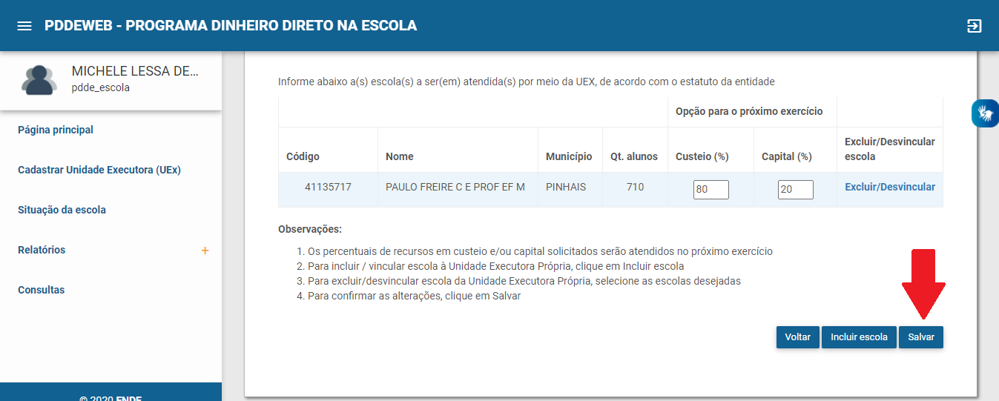 PDDEWEB - PROGRAMA DINHEIRO DIRETO NA ESCOLA
MICHELE LESSA DE...
pdde_escola
Página principal
Cadastrar Unidade Executora (UEx)
Situação da escola
Relatórios +
Consultas
© 2020 FNDE
Informe abaixo a(s) escola(s) a ser(em) atendida(s) por meio da UEX, de acordo com o estatuto da entidade
Opção para o próximo exercício
Código Nome Município Qt. alunos Custeio (%) Capital (%) Excluir/Desvincular escola
41135717 PAULO FREIRE C E PROF EF M PINHAIS 710 80 20 Excluir/Desvincular
Observações:
1. Os percentuais de recursos em custeio e/ou capital solicitados serão atendidos no próximo exercício
2. Para incluir / vincular escola à Unidade Executora Própria, clique em Incluir escola
3. Para excluir/desvincular escola da Unidade Executora Própria, selecione as escolas desejadas
4. Para confirmar as alterações, clique em Salvar
Voltar Incluir escola Salvar